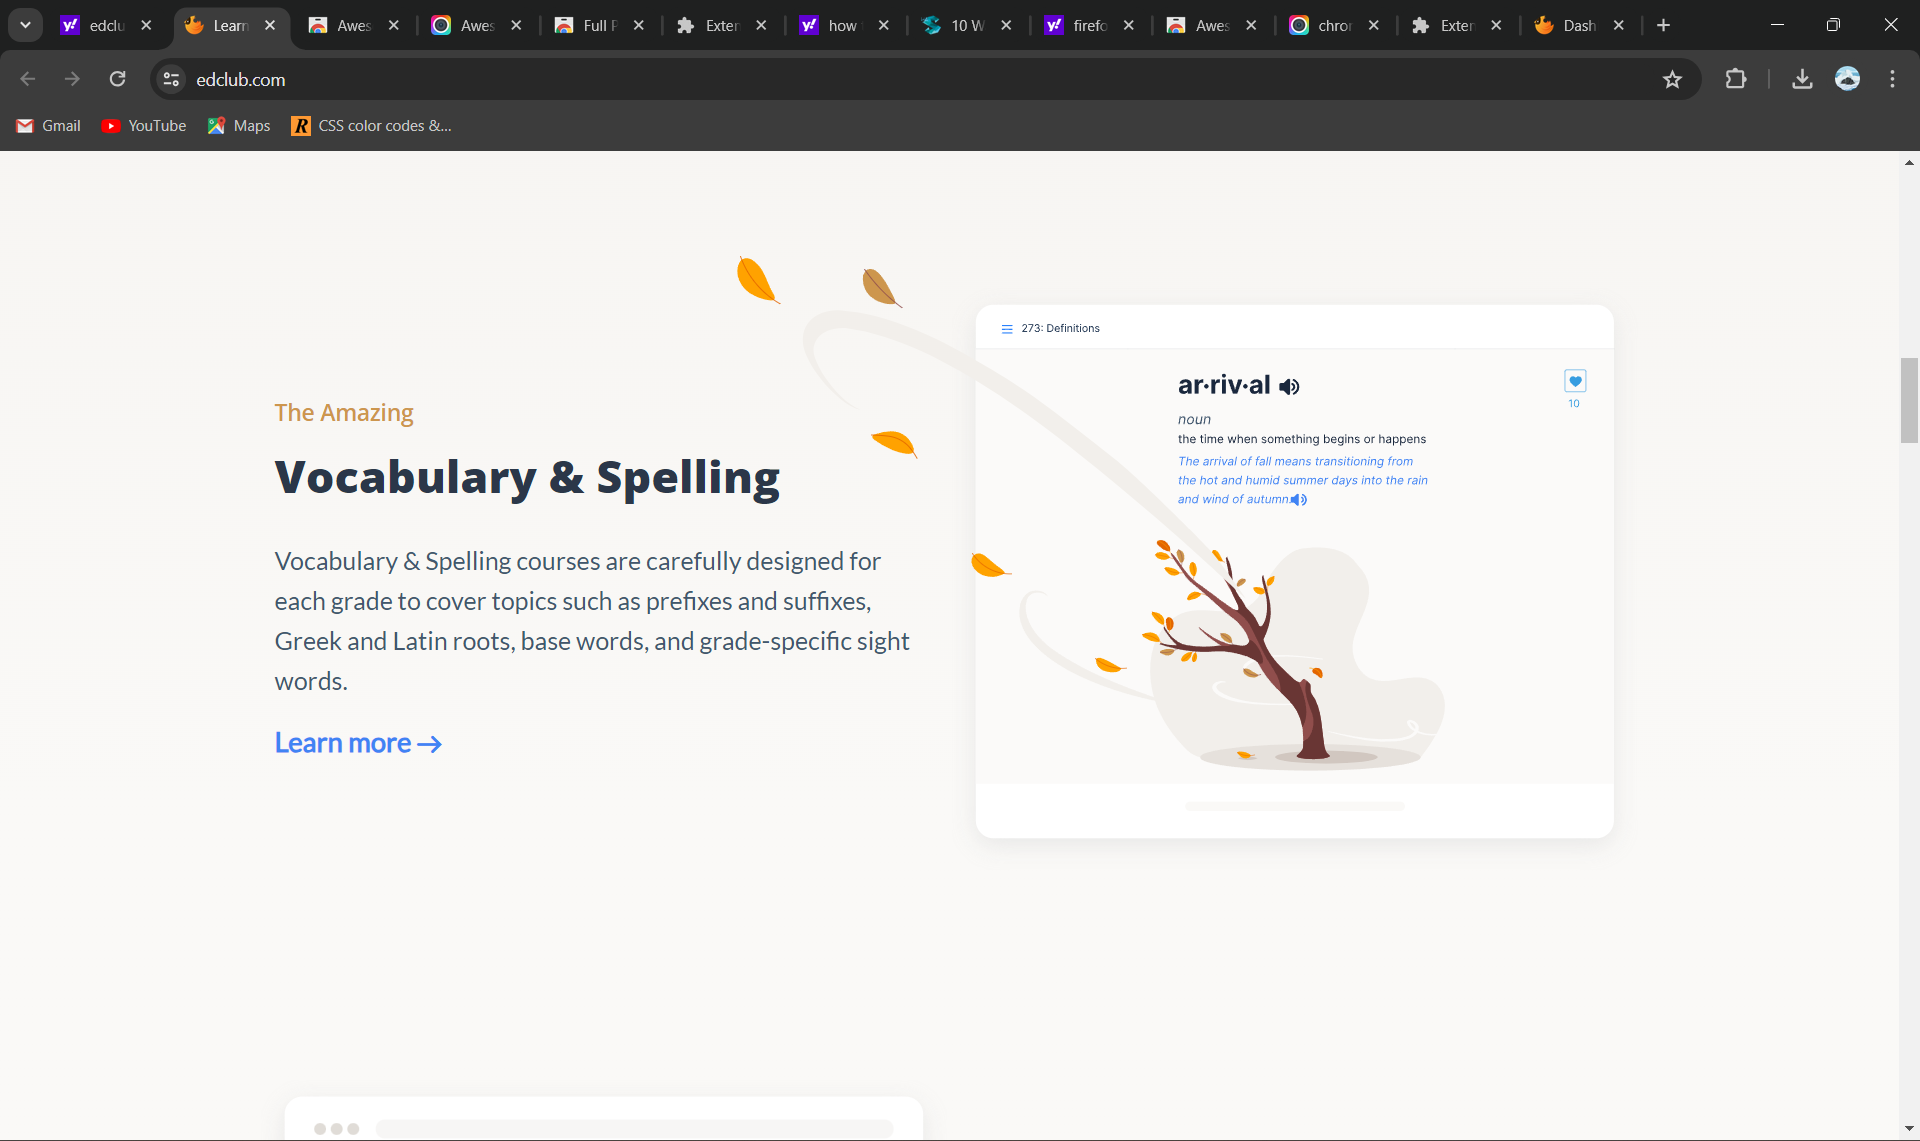 edclu
Learn
Awes
Awes
Full P
Exten
how
10 W
firefo
Awes
chror
Exten
Dash
edclub.com
Gmail
YouTube
Maps
CSS color codes &...
The Amazing
Vocabulary & Spelling
Vocabulary & Spelling courses are carefully designed for
each grade to cover topics such as prefixes and suffixes,
Greek and Latin roots, base words, and grade-specific sight
words.
Learn more →
273: Definitions
ar·riv·al
10
noun
the time when something begins or happens
The arrival of fall means transitioning from
the hot and humid summer days into the rain
and wind of autumn.